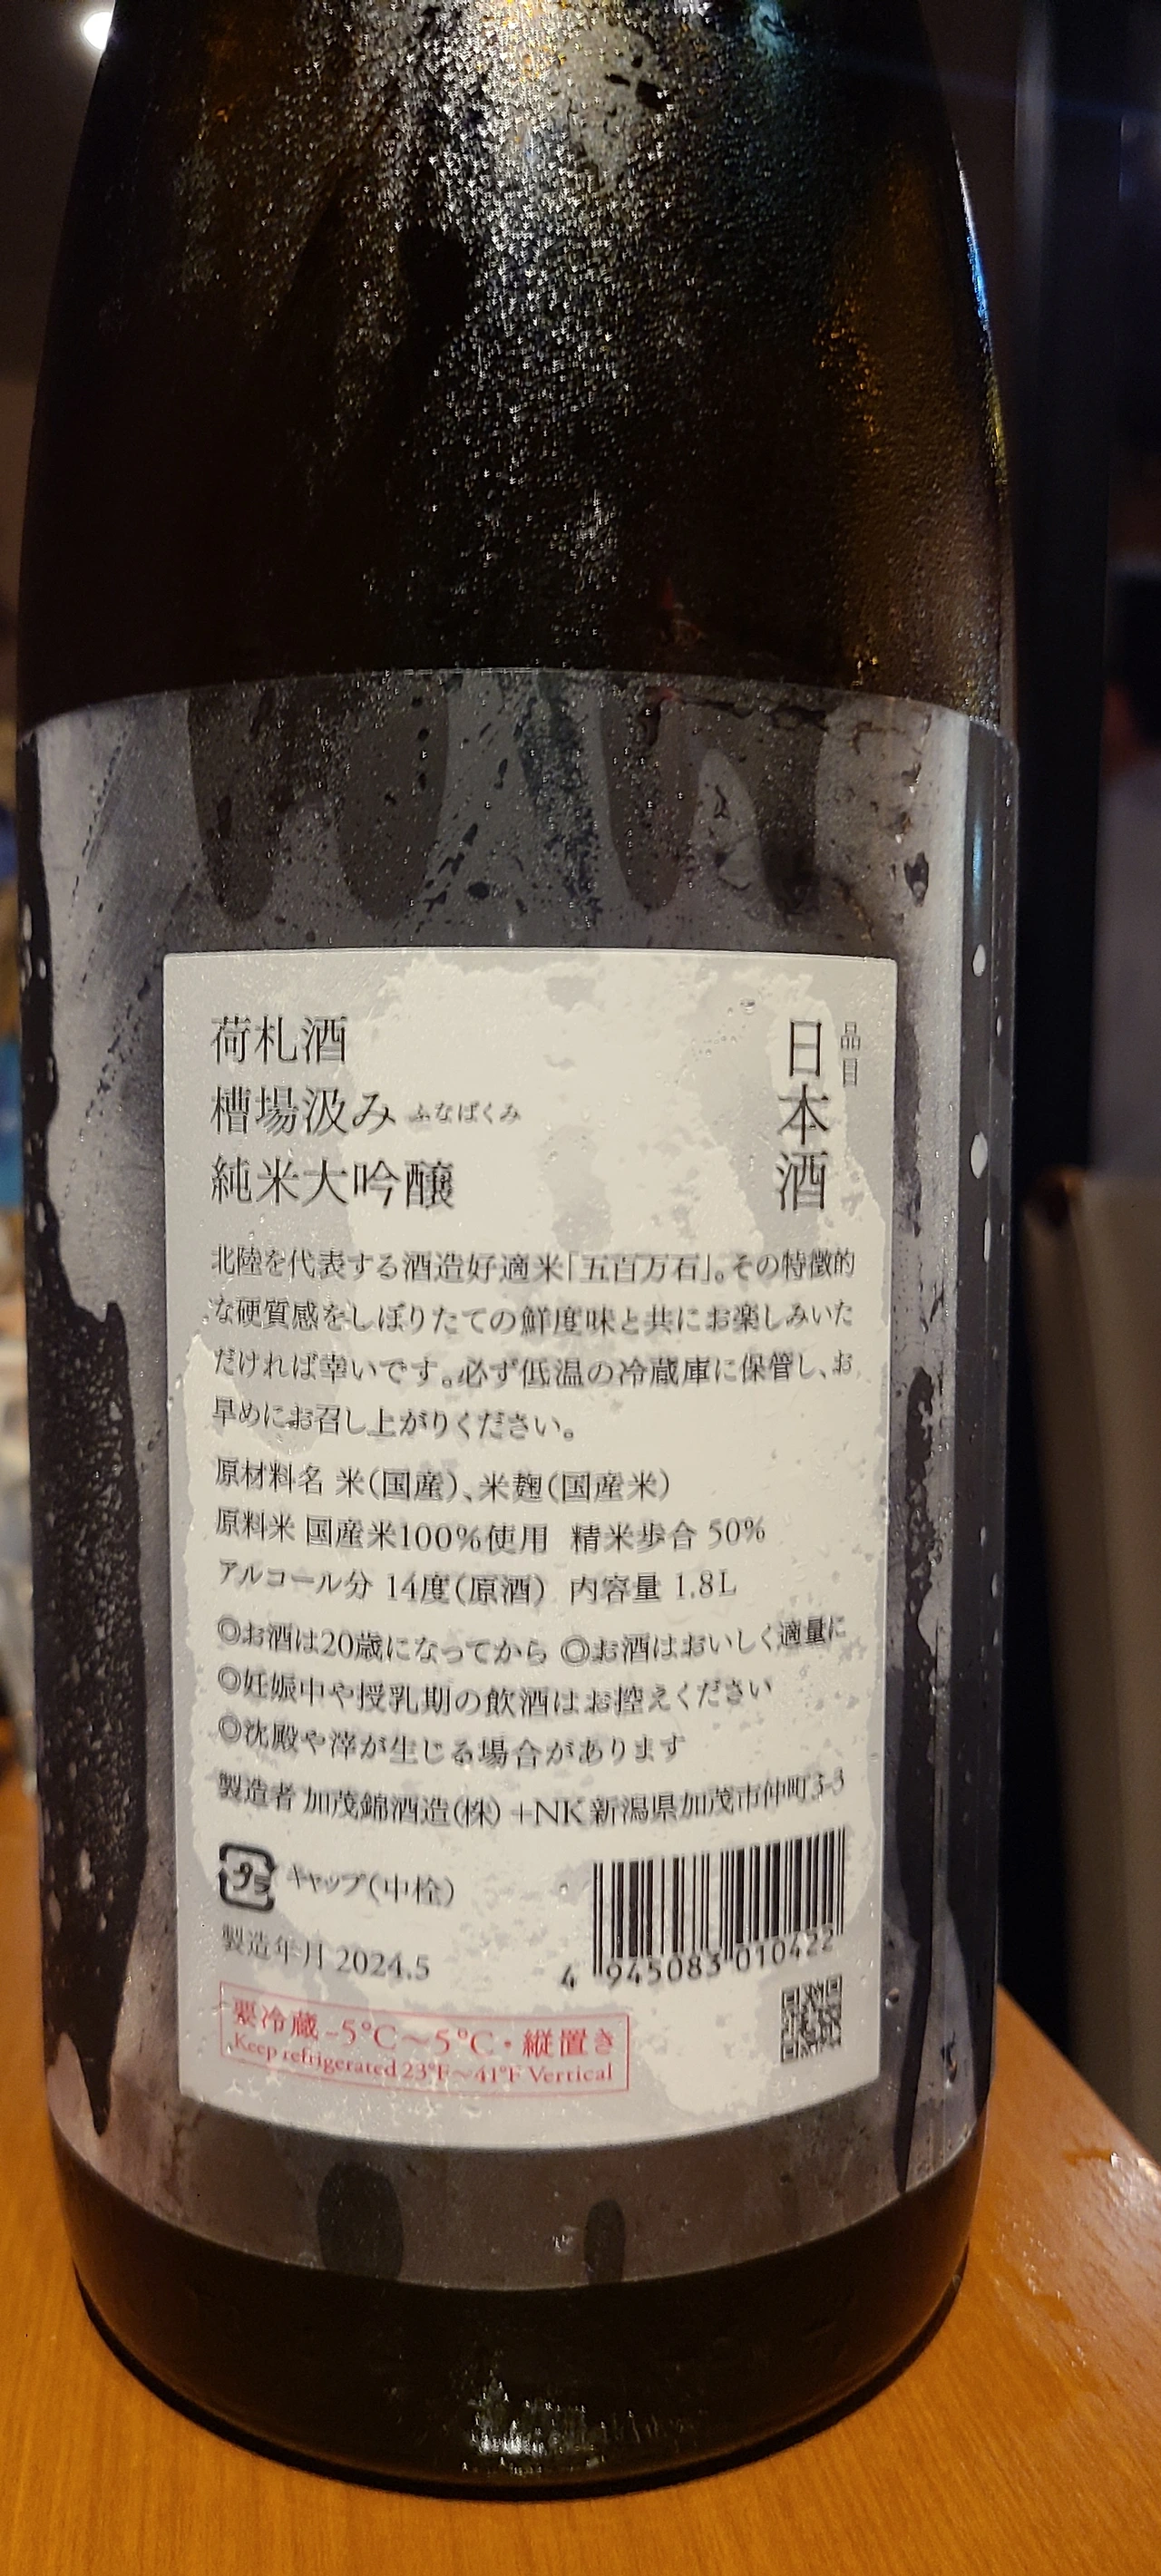 荷札酒
槽場汲み ふなばくみ
純米大吟醸
品目
日本酒
北陸を代表する酒造好適米「五百万石」。その特徴的
な硬質感をしぼりたての鮮度味と共にお楽しみいた
だければ幸いです。必ず低温の冷蔵庫に保管し、お
早めにお召し上がりください。
原材料名 米(国産)、米麹(国産米)
原料米 国産米100%使用 精米歩合 50%
アルコール分 14度(原酒) 内容量 1.8L
◎お酒は20歳になってから ◎お酒はおいしく適量に
◎妊娠中や授乳期の飲酒はお控えください
◎沈殿や滓が生じる場合があります
製造者 加茂錦酒造(株) +NK 新潟県加茂市仲町3-3
プラ キャップ(中栓)
製造年月 2024.5
4 945083 010422
要冷蔵 -5℃～5℃・縦置き
Keep refrigerated 23°F～41°F Vertical